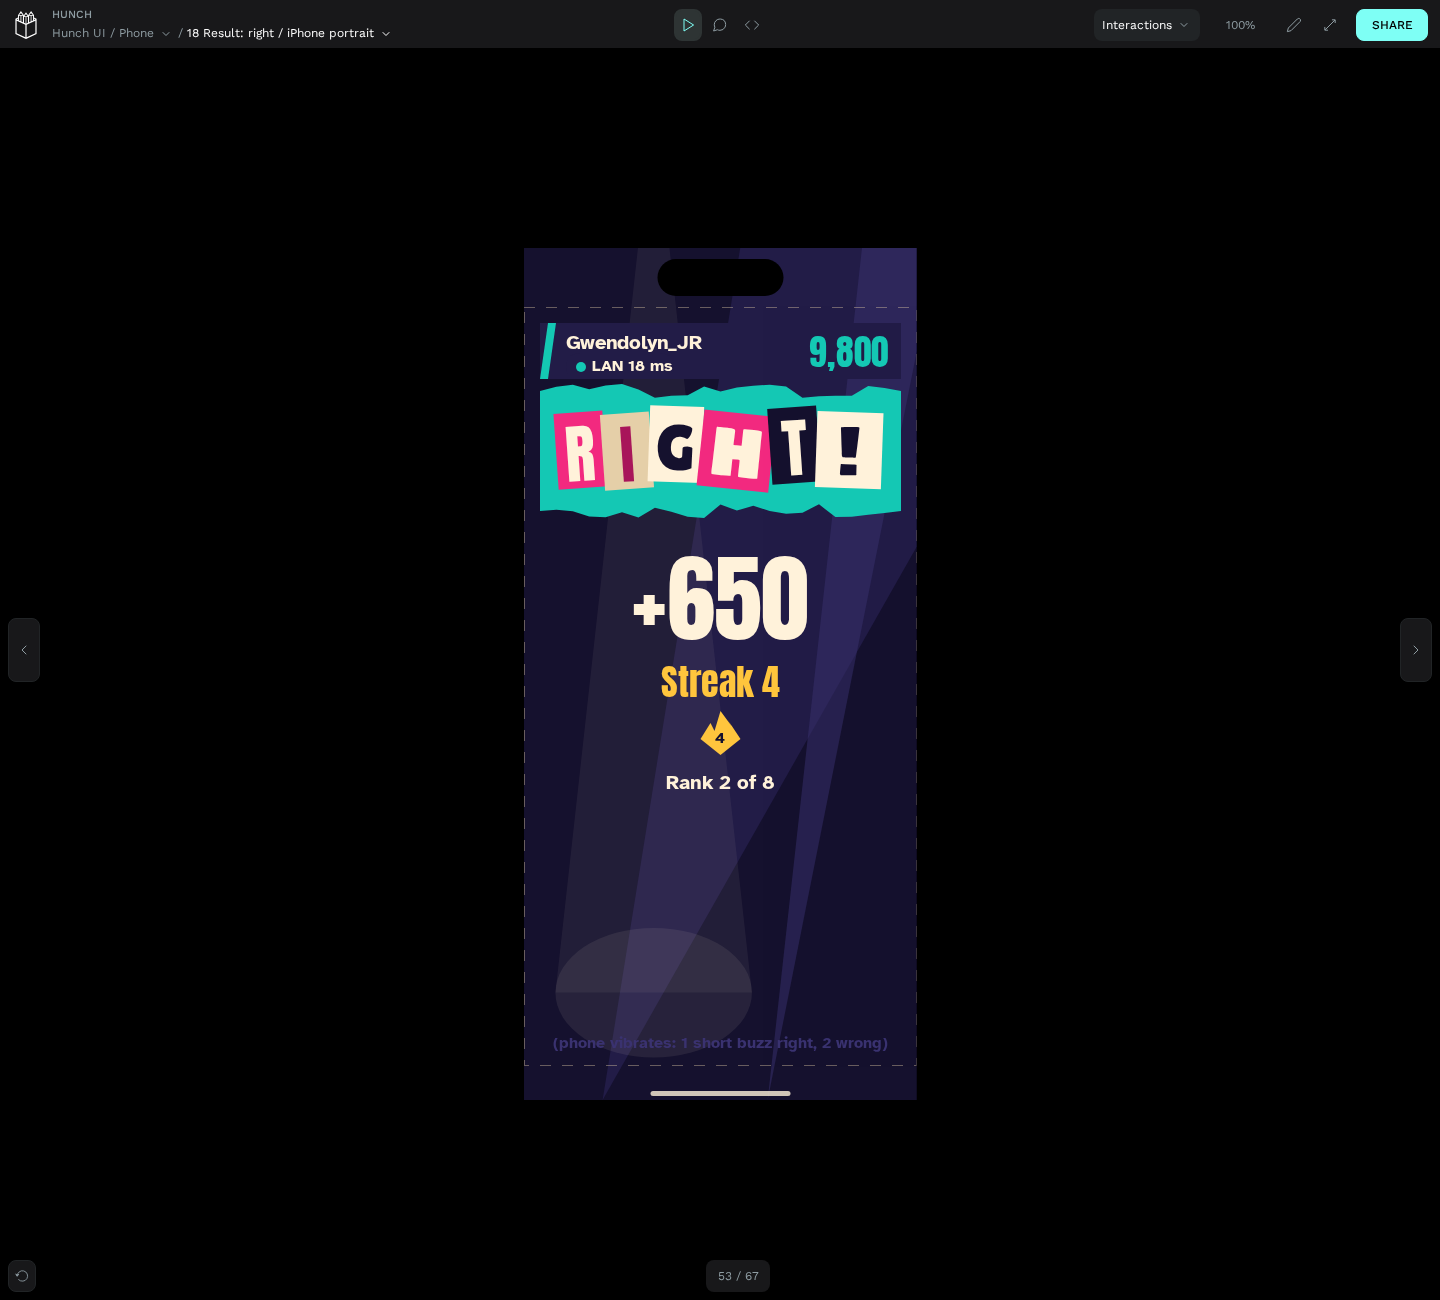 HUNCH
Hunch UI / Phone / 18 Result: right / iPhone portrait
Interactions
100%
SHARE
Gwendolyn_JR
9,800
LAN 18 ms
RIGHT!
+650
Streak 4
4
Rank 2 of 8
(phone vibrates: 1 short buzz right, 2 wrong)
53 / 67